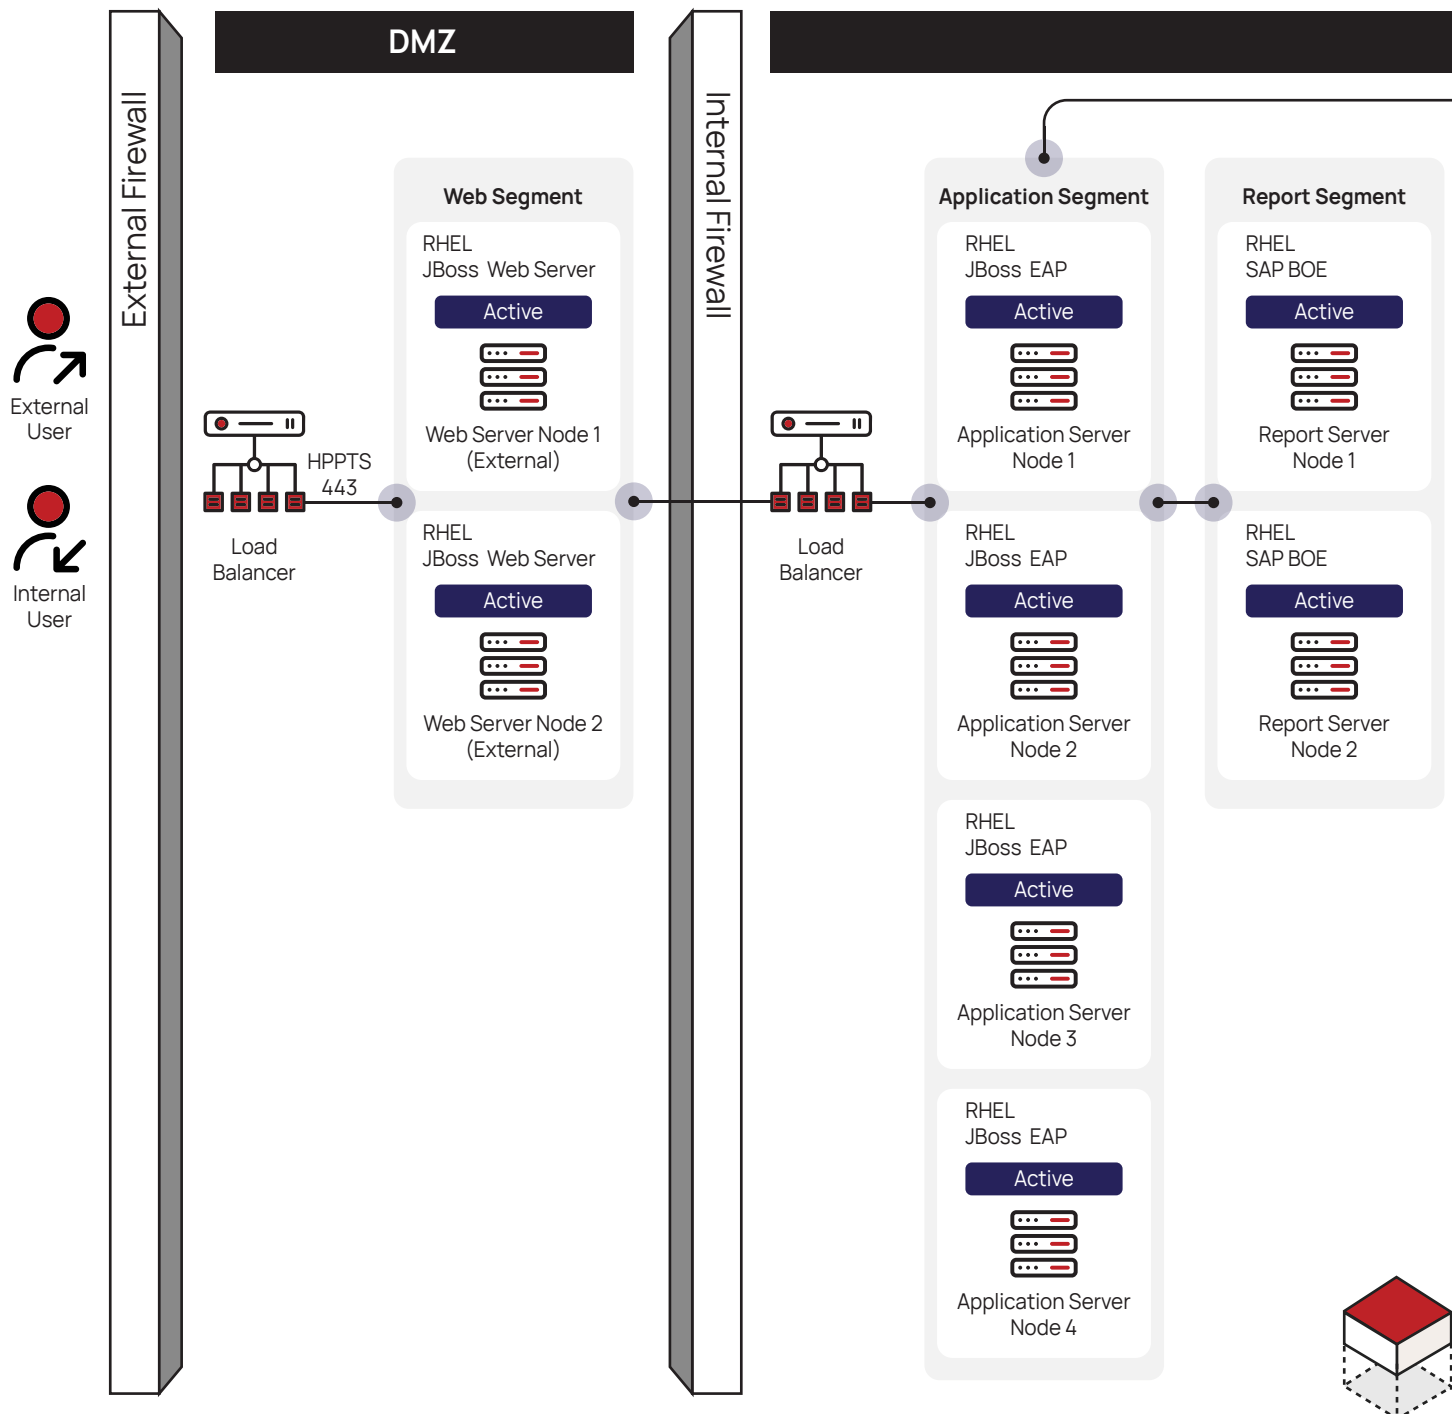 DMZ
External Firewall
Internal Firewall
External
User
Internal
User
Load
Balancer
HPPTS
443
Web Segment
RHEL
JBoss Web Server
Active
Web Server Node 1
(External)
RHEL
JBoss Web Server
Active
Web Server Node 2
(External)
Load
Balancer
Application Segment
RHEL
JBoss EAP
Active
Application Server
Node 1
RHEL
JBoss EAP
Active
Application Server
Node 2
RHEL
JBoss EAP
Active
Application Server
Node 3
RHEL
JBoss EAP
Active
Application Server
Node 4
Report Segment
RHEL
SAP BOE
Active
Report Server
Node 1
RHEL
SAP BOE
Active
Report Server
Node 2